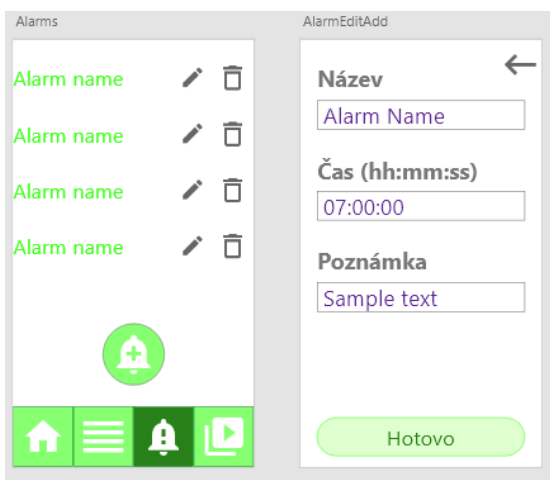 Alarms
Alarm name
Alarm name
Alarm name
Alarm name
AlarmEditAdd
Název
Alarm Name
Čas (hh:mm:ss)
07:00:00
Poznámka
Sample text
Hotovo